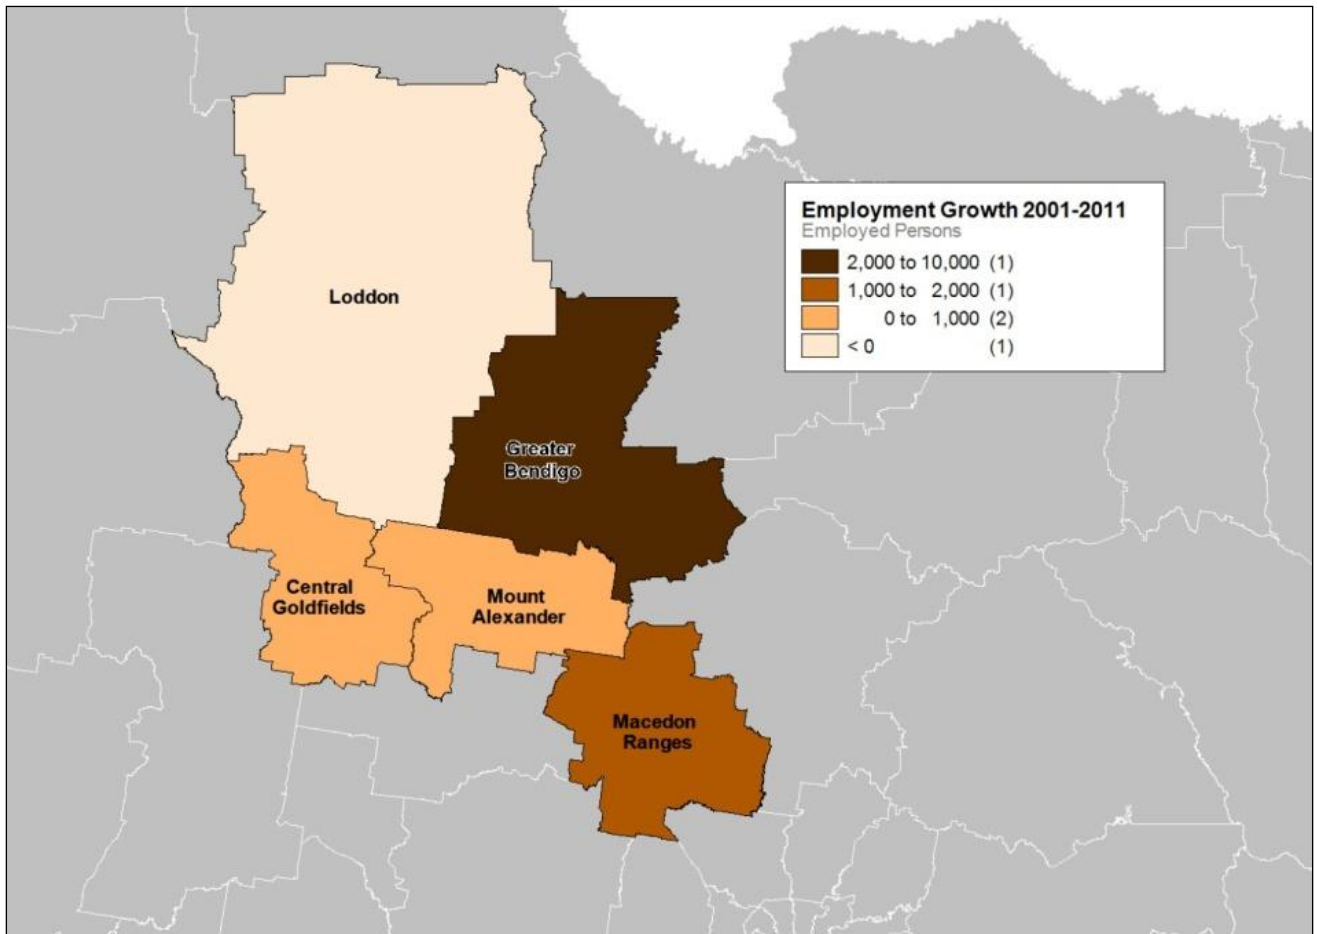 Employment Growth 2001-2011
Employed Persons
2,000 to 10,000 (1)
1,000 to 2,000 (1)
0 to 1,000 (2)
< 0 (1)
Loddon
Greater
Bendigo
Central
Goldfields
Mount
Alexander
Macedon
Ranges